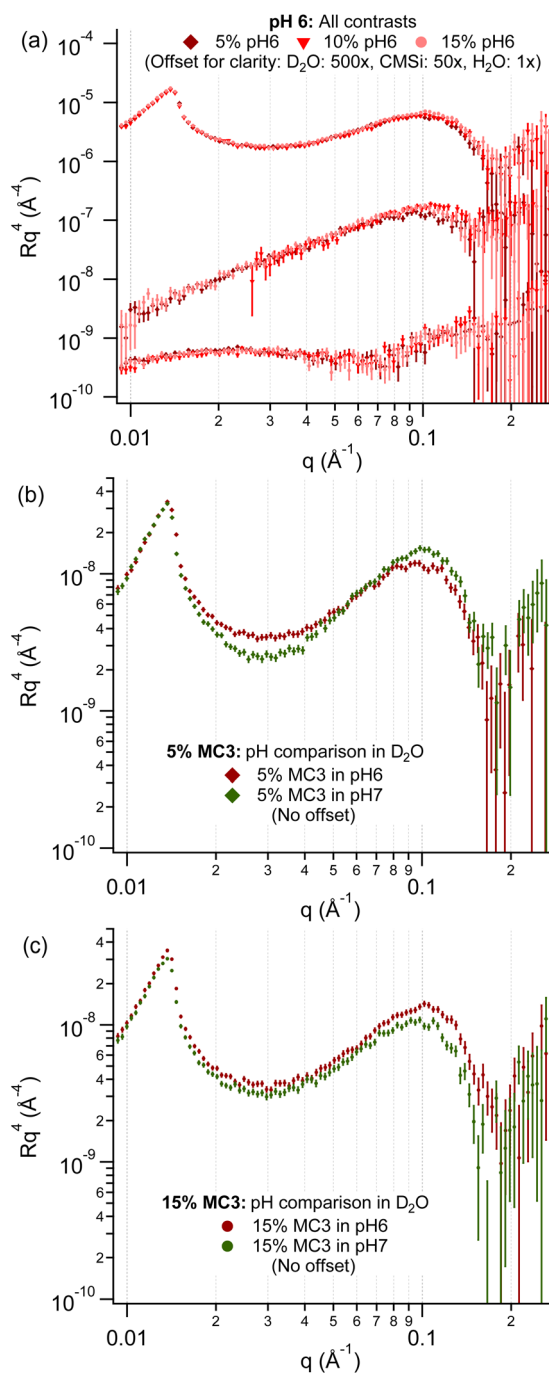 (a)
pH 6: All contrasts
5% pH6 10% pH6 15% pH6
(Offset for clarity: D₂O: 500x, CMSi: 50x, H₂O: 1x)
10⁻⁴
10⁻⁵
10⁻⁶
10⁻⁷
10⁻⁸
10⁻⁹
10⁻¹⁰
Rq⁴ (Å⁻⁴)
0.01 2 3 4 5 6 7 8 9 0.1 2
q (Å⁻¹)
(b)
4
2
10⁻⁸
8
6
4
2
10⁻⁹
8
6
4
2
10⁻¹⁰
Rq⁴ (Å⁻⁴)
5% MC3: pH comparison in D₂O
5% MC3 in pH6
5% MC3 in pH7
(No offset)
0.01 2 3 4 5 6 7 8 9 0.1 2
q (Å⁻¹)
(c)
4
2
10⁻⁸
8
6
4
2
10⁻⁹
8
6
4
2
10⁻¹⁰
Rq⁴ (Å⁻⁴)
15% MC3: pH comparison in D₂O
15% MC3 in pH6
15% MC3 in pH7
(No offset)
0.01 2 3 4 5 6 7 8 9 0.1 2
q (Å⁻¹)